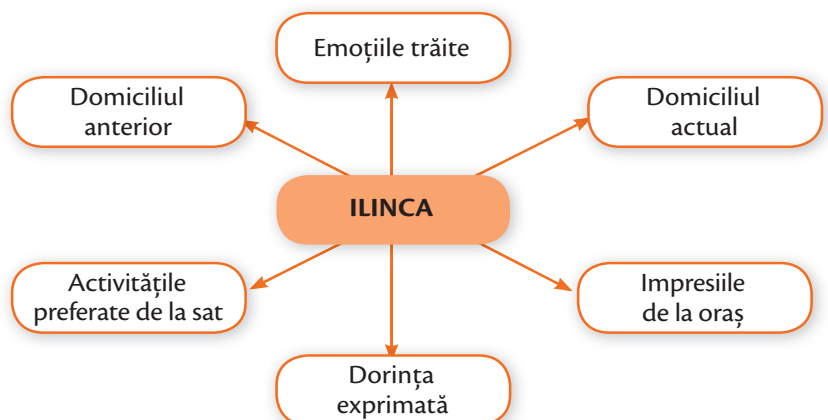 Emoțiile trăite
Domiciliul
anterior
Domiciliul
actual
ILINCA
Activitățile
preferate de la sat
Impresiile
de la oraș
Dorința
exprimată